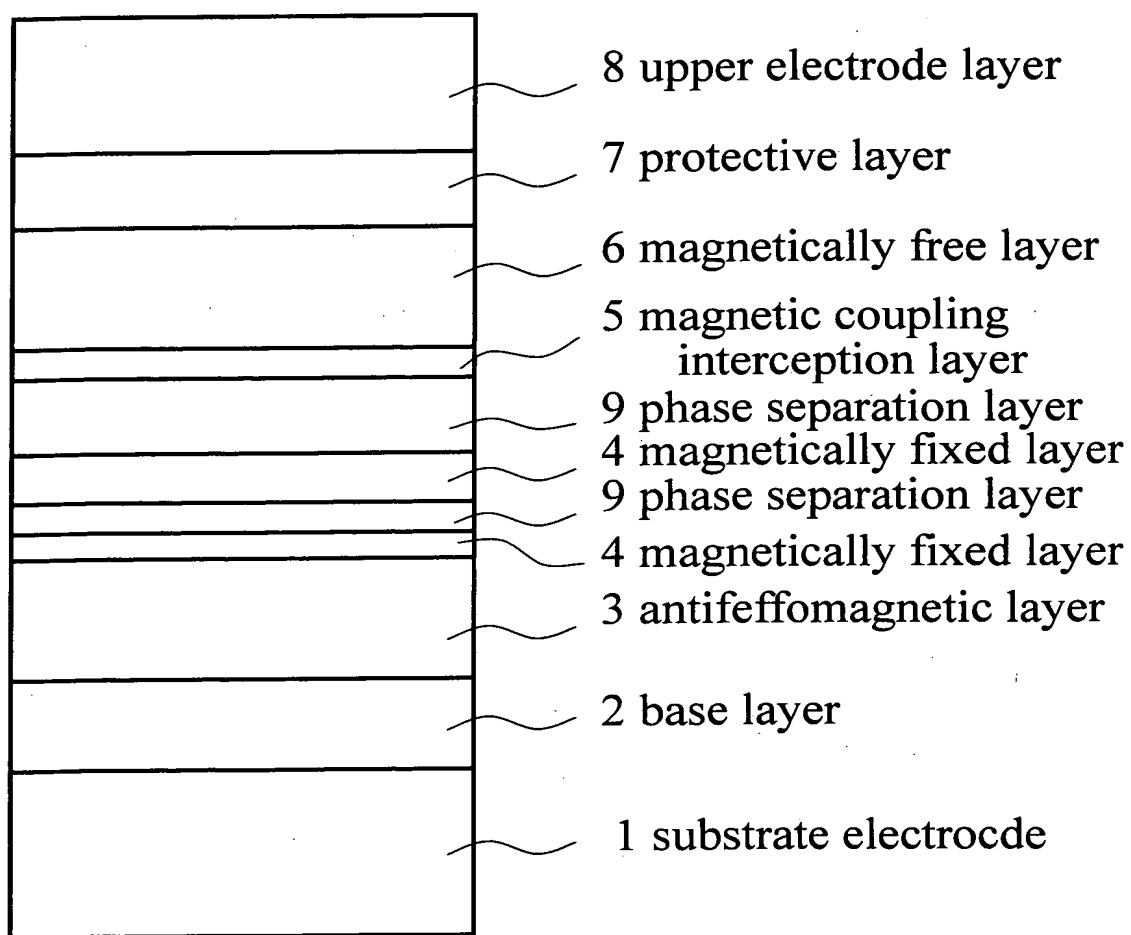 8 upper electrode layer
7 protective layer
6 magnetically free layer
5 magnetic coupling
interception layer
9 phase separation layer
4 magnetically fixed layer
9 phase separation layer
4 magnetically fixed layer
3 antifeffomagnetic layer
2 base layer
1 substrate electrocde